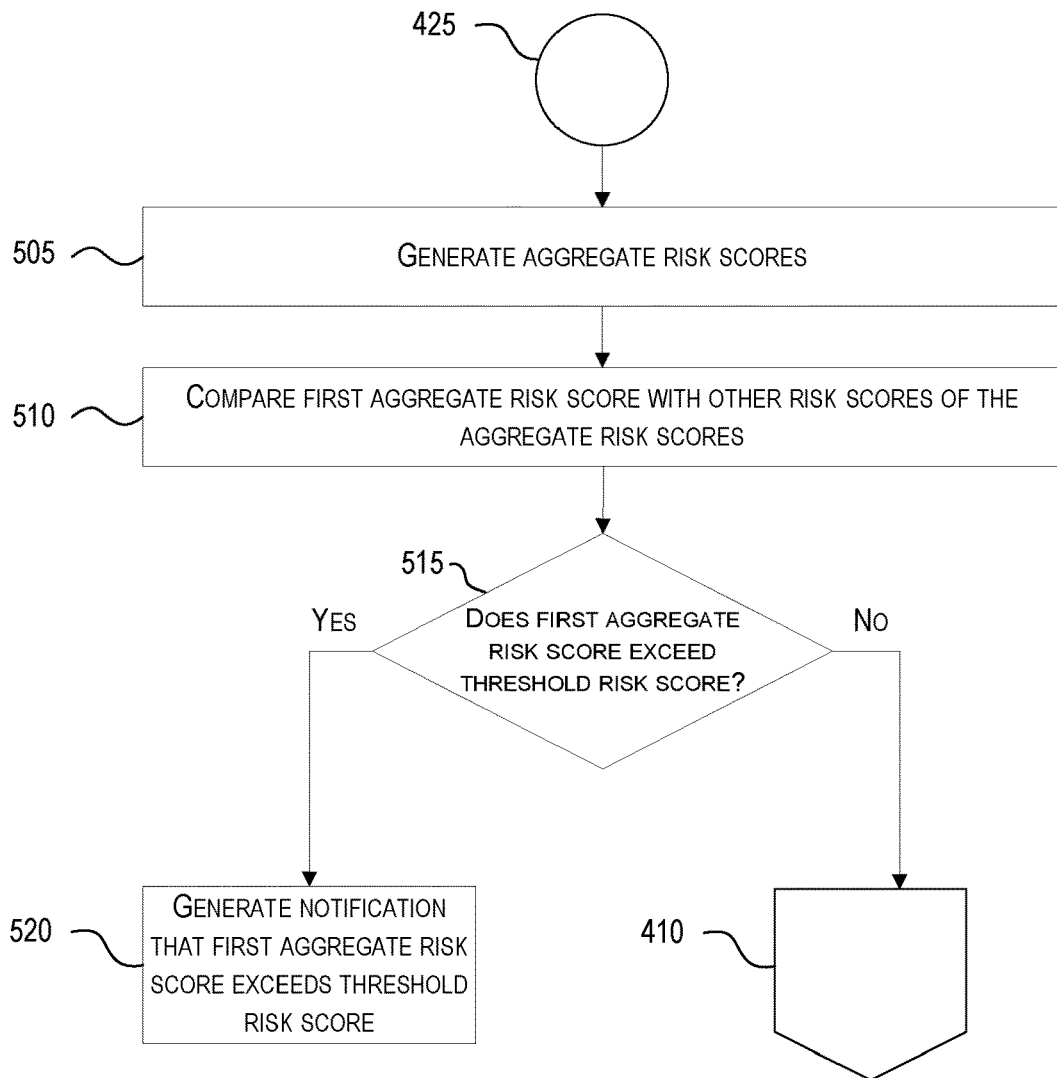 425
505
GENERATE AGGREGATE RISK SCORES
510
COMPARE FIRST AGGREGATE RISK SCORE WITH OTHER RISK SCORES OF THE
AGGREGATE RISK SCORES
515
YES
DOES FIRST AGGREGATE
RISK SCORE EXCEED
THRESHOLD RISK SCORE?
NO
520
GENERATE NOTIFICATION
THAT FIRST AGGREGATE RISK
SCORE EXCEEDS THRESHOLD
RISK SCORE
410